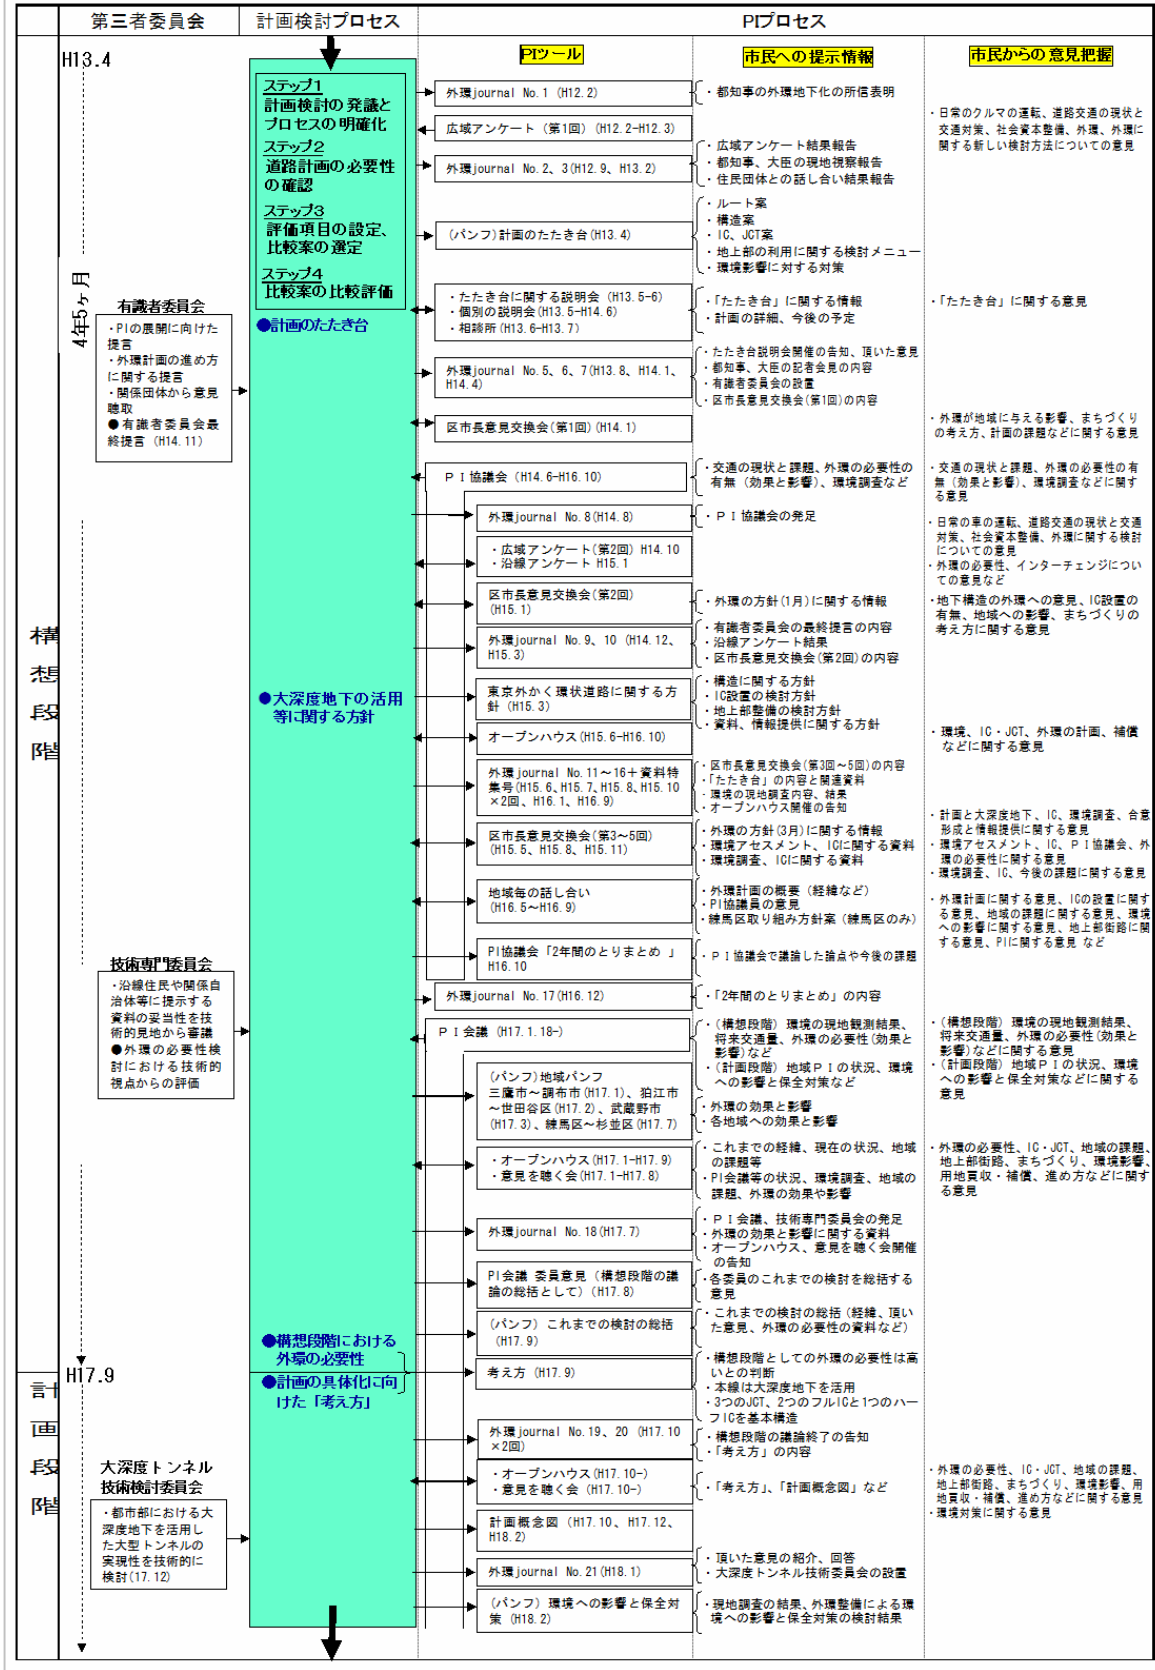 第三者委員会
計画検討プロセス
PIプロセス
構想段階
計画段階
H13.4
4年5ヶ月
H17.9
有識者委員会
・PIの展開に向けた
提言
・外環計画の進め方
に関する提言
・関係団体から意見
聴取
●有識者委員会最
終提言（H14.11）
技術専門委員会
・沿線住民や関係自
治体等に提示する
資料の妥当性を技
術的見地から審議
●外環の必要性検
討における技術的
視点からの評価
大深度トンネル
技術検討委員会
・都市部における大
深度地下を活用し
た大型トンネルの
実現性を技術的に
検討(17.12)
ステップ1
計画検討の発議と
プロセスの明確化
ステップ2
道路計画の必要性
の確認
ステップ3
評価項目の設定、
比較案の選定
ステップ4
比較案の比較評価
●計画のたたき台
●大深度地下の活用
等に関する方針
●構想段階における
外環の必要性
●計画の具体化に向
けた「考え方」
PIツール
市民への提示情報
市民からの意見把握
外環journal No.1 (H12.2)
・都知事の外環地下化の所信表明
広域アンケート（第1回）(H12.2-H12.3)
・日常のクルマの運転、道路交通の現状と
交通対策、社会資本整備、外環、外環に
関する新しい検討方法についての意見
外環journal No.2、3(H12.9、H13.2)
・広域アンケート結果報告
・都知事、大臣の現地視察報告
・住民団体との話し合い結果報告
(パンフ)計画のたたき台(H13.4)
・ルート案
・構造案
・IC、JCT案
・地上部の利用に関する検討メニュー
・環境影響に対する対策
・たたき台に関する説明会（H13.5-6）
・個別の説明会(H13.5-H14.6)
・相談所(H13.6-H13.7)
・「たたき台」に関する情報
・計画の詳細、今後の予定
・「たたき台」に関する意見
外環journal No.5、6、7(H13.8、H14.1、
H14.4)
・たたき台説明会開催の告知、頂いた意見
・都知事、大臣の記者会見の内容
・有識者委員会の設置
・区市長意見交換会(第1回)の内容
区市長意見交換会(第1回)(H14.1)
・外環が地域に与える影響、まちづくり
の考え方、計画の課題などに関する意見
ＰＩ協議会（H14.6-H16.10)
・交通の現状と課題、外環の必要性の
有無（効果と影響）、環境調査など
・交通の現状と課題、外環の必要性の有
無（効果と影響）、環境調査などに関す
る意見
外環journal No.8(H14.8)
・ＰＩ協議会の発足
・広域アンケート(第2回) H14.10
・沿線アンケート H15.1
・日常の車の運転、道路交通の現状と交通
対策、社会資本整備、外環に関する検討
についての意見
・外環の必要性、インターチェンジについ
ての意見など
区市長意見交換会(第2回)
(H15.1)
・外環の方針(1月)に関する情報
・地下構造の外環への意見、IC設置の
有無、地域への影響、まちづくりの
考え方に関する意見
外環journal No.9、10（H14.12、
H15.3)
・有識者委員会の最終提言の内容
・沿線アンケート結果
・区市長意見交換会(第2回)の内容
東京外かく環状道路に関する方
針（H15.3）
・構造に関する方針
・IC設置の検討方針
・地上部整備の検討方針
・資料、情報提供に関する方針
オープンハウス(H15.6-H16.10)
・環境、IC・JCT、外環の計画、補償
などに関する意見
外環journal No.11～16＋資料特
集号(H15.6、H15.7、H15.8、H15.10
×2回、H16.1、H16.9)
・区市長意見交換会(第3回～5回)の内容
・「たたき台」の内容と関連資料
・環境の現地調査内容、結果
・オープンハウス開催の告知
区市長意見交換会(第3～5回)
(H15.5、H15.8、H15.11)
・外環の方針(3月)に関する情報
・環境アセスメント、ICに関する資料
・環境調査、ICに関する資料
・計画と大深度地下、IC、環境調査、合意
形成と情報提供に関する意見
・環境アセスメント、IC、ＰＩ協議会、外
環の必要性に関する意見
・環境調査、IC、今後の課題に関する意見
地域毎の話し合い
(H16.5～H16.9)
・外環計画の概要（経緯など）
・PI協議員の意見
・練馬区取り組み方針案（練馬区のみ）
・外環計画に関する意見、ICの設置に関す
る意見、地域の課題に関する意見、環境
への影響に関する意見、地上部街路に関
する意見、PIに関する意見 など
PI協議会「2年間のとりまとめ 」
H16.10
・ＰＩ協議会で議論した論点や今後の課題
外環journal No.17(H16.12)
・「2年間のとりまとめ」の内容
ＰＩ会議（H17.1.18-)
・（構想段階）環境の現地観測結果、
将来交通量、外環の必要性(効果と
影響)など
・（計画段階）地域ＰＩの状況、環境
への影響と保全対策など
・（構想段階）環境の現地観測結果、
将来交通量、外環の必要性(効果と
影響)などに関する意見
・（計画段階）地域ＰＩの状況、環境
への影響と保全対策などに関する
意見
(パンフ)地域パンフ
三鷹市～調布市(H17.1)、狛江市
～世田谷区(H17.2)、武蔵野市
(H17.3)、練馬区～杉並区(H17.7)
・外環の効果と影響
・各地域への効果と影響
・オープンハウス(H17.1-H17.9)
・意見を聴く会(H17.1-H17.8)
・これまでの経緯、現在の状況、地域
の課題等
・PI会議等の状況、環境調査、地域の
課題、外環の効果や影響
・外環の必要性、IC・JCT、地域の課題、
地上部街路、まちづくり、環境影響、
用地買収・補償、進め方などに関す
る意見
外環journal No.18(H17.7)
・ＰＩ会議、技術専門委員会の発足
・外環の効果と影響に関する資料
・オープンハウス、意見を聴く会開催
の告知
PI会議 委員意見（構想段階の議
論の総括として）(H17.8)
・各委員のこれまでの検討を総括する
意見
(パンフ) これまでの検討の総括
（H17.9)
・これまでの検討の総括（経緯、頂い
た意見、外環の必要性の資料など）
考え方（H17.9)
・構想段階としての外環の必要性は高
いとの判断
・本線は大深度地下を活用
・3つのJCT、2つのフルICと1つのハー
フICを基本構造
外環journal No.19、20（H17.10
×2回）
・構想段階の議論終了の告知
・「考え方」の内容
・オープンハウス(H17.10-)
・意見を聴く会（H17.10-)
・「考え方」、「計画概念図」など
・外環の必要性、IC・JCT、地域の課題、
地上部街路、まちづくり、環境影響、用
地買収・補償、進め方などに関する意見
・環境対策に関する意見
計画概念図（H17.10、H17.12、
H18.2)
外環journal No.21(H18.1)
・頂いた意見の紹介、回答
・大深度トンネル技術委員会の設置
(パンフ) 環境への影響と保全対
策（H18.2)
・現地調査の結果、外環整備による環
境への影響と保全対策の検討結果